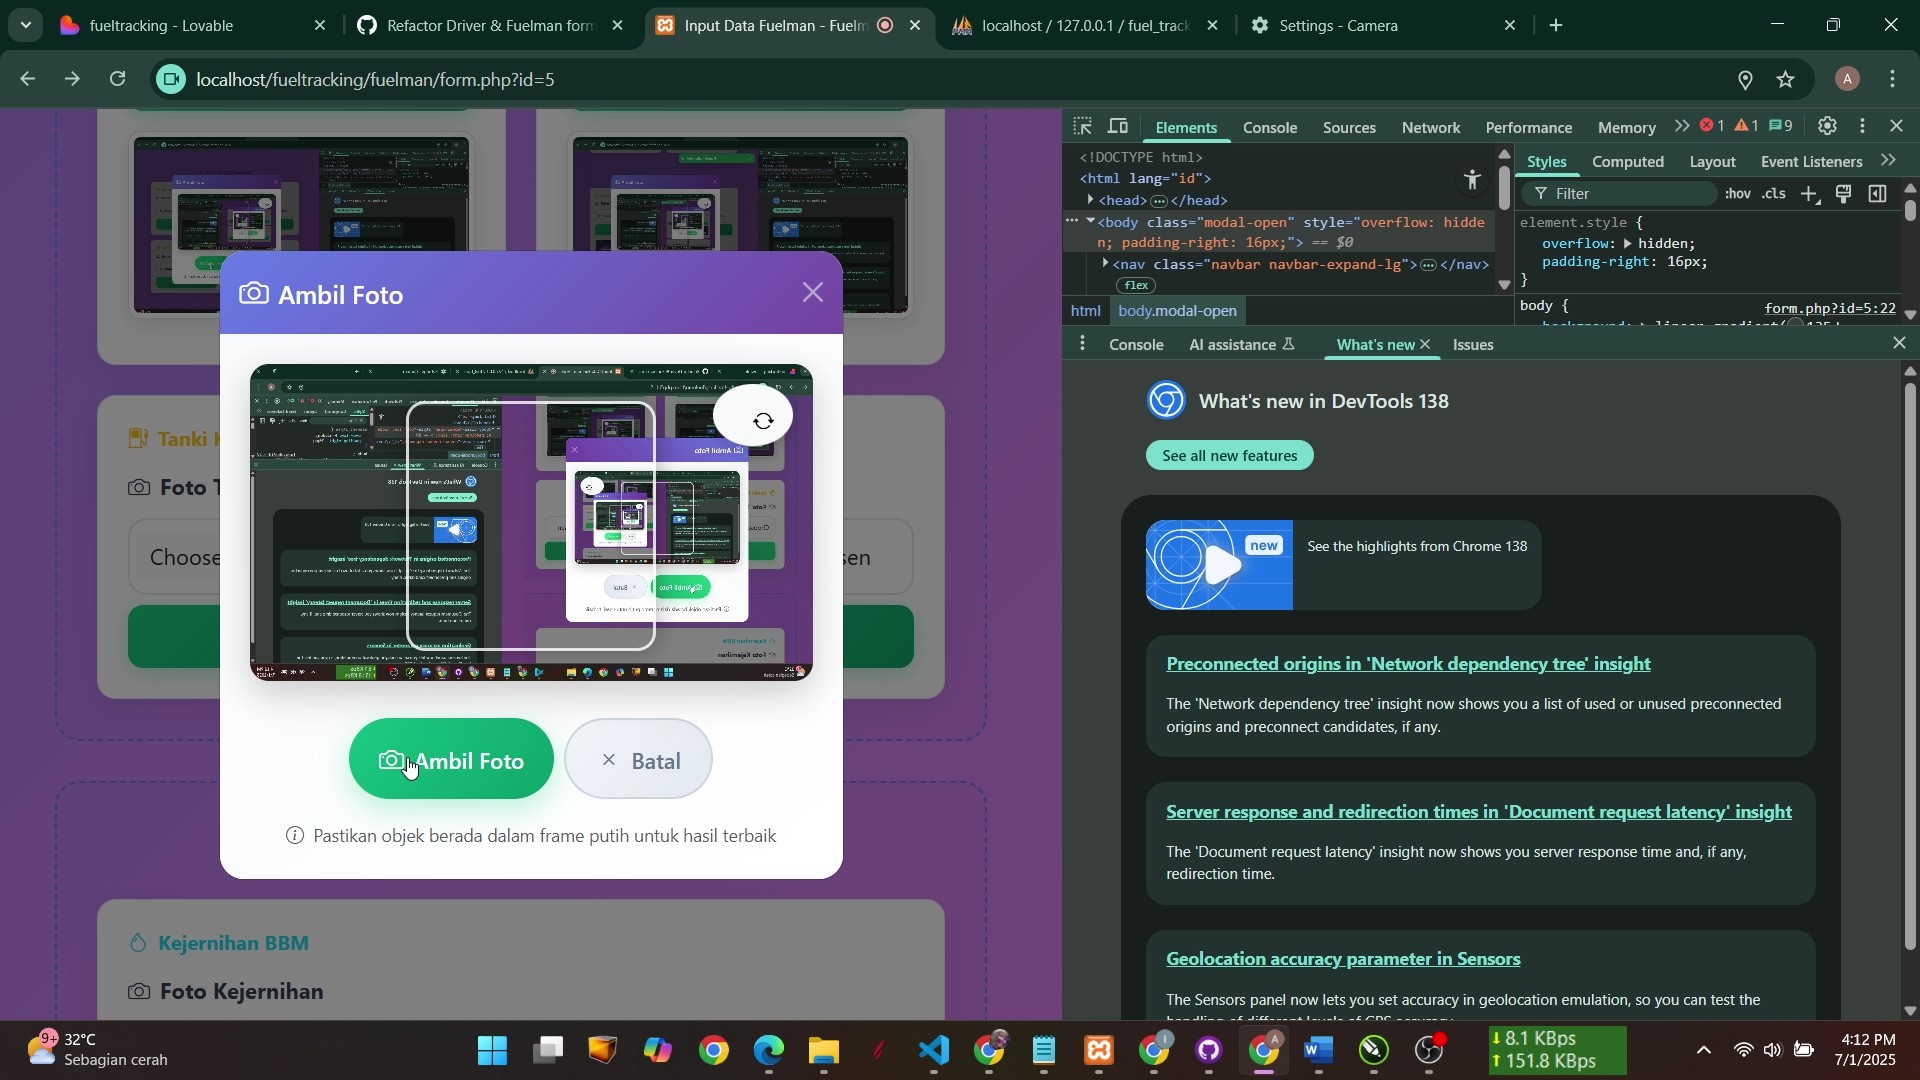 fueltracking - Lovable
Refactor Driver & Fuelman form
Input Data Fuelman - Fuelm
localhost / 127.0.0.1 / fuel_track
Settings - Camera
localhost/fueltracking/fuelman/form.php?id=5
A
Elements
Console
Sources
Network
Performance
Memory
1
1
9
<!DOCTYPE html>
<html lang="id">
<head> </head>
<body class="modal-open" style="overflow: hidde
n; padding-right: 16px;"> == $0
<nav class="navbar navbar-expand-lg"> </nav>
flex
html
body.modal-open
Styles
Computed
Layout
Event Listeners
Filter
:hov
.cls
element.style {
overflow: hidden;
padding-right: 16px;
}
body {
form.php?id=5:22
Console
AI assistance
What's new
Issues
What's new in DevTools 138
See all new features
new
See the highlights from Chrome 138
Preconnected origins in 'Network dependency tree' insight
The 'Network dependency tree' insight now shows you a list of used or unused preconnected
origins and preconnect candidates, if any.
Server response and redirection times in 'Document request latency' insight
The 'Document request latency' insight now shows you server response time and, if any,
redirection time.
Geolocation accuracy parameter in Sensors
The Sensors panel now lets you set accuracy in geolocation emulation, so you can test the
Ambil Foto
Tanki
Foto
Choose
sen
Ambil Foto
Batal
Pastikan objek berada dalam frame putih untuk hasil terbaik
Kejernihan BBM
Foto Kejernihan
9+
32°C
Sebagian cerah
8.1 KBps
151.8 KBps
4:12 PM
7/1/2025